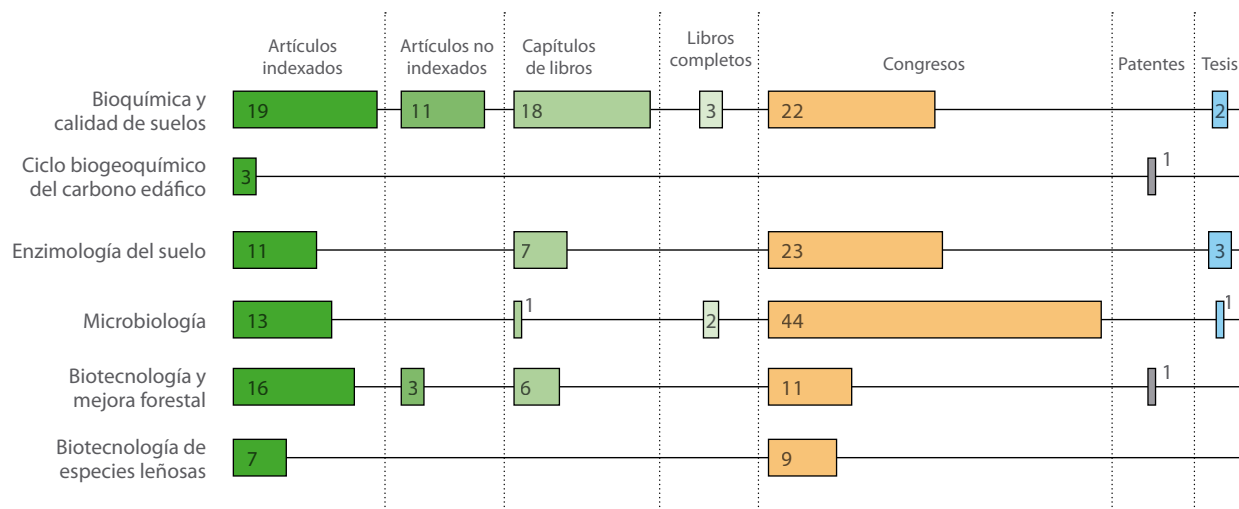 Artículos
indexados
Artículos no
indexados
Capítulos
de libros
Libros
completos
Congresos
Patentes
Tesis
Bioquímica y
calidad de suelos
19
11
18
3
22
2
Ciclo biogeoquímico
del carbono edáfico
3
1
Enzimología del suelo
11
7
23
3
Microbiología
13
1
2
44
1
Biotecnología y
mejora forestal
16
3
6
11
1
Biotecnología de
especies leñosas
7
9